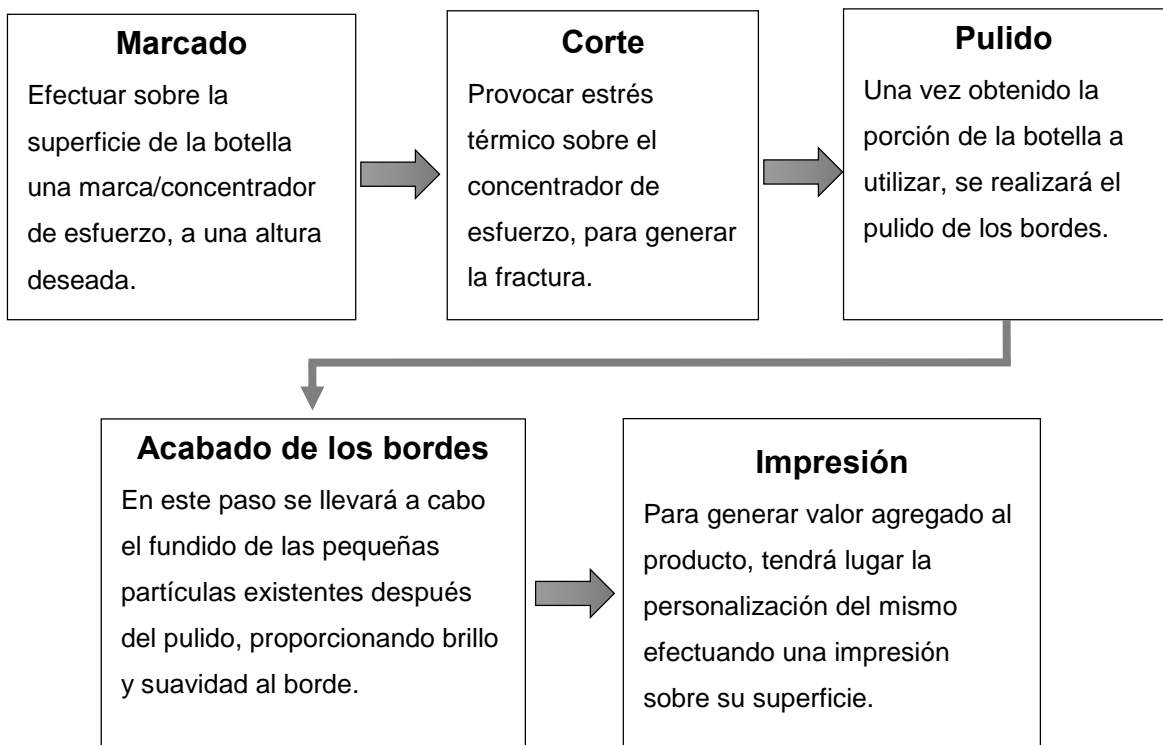 Marcado
Efectuar sobre la
superficie de la botella
una marca/concentrador
de esfuerzo, a una altura
deseada.
Corte
Provocar estrés
térmico sobre el
concentrador de
esfuerzo, para generar
la fractura.
Pulido
Una vez obtenido la
porción de la botella a
utilizar, se realizará el
pulido de los bordes.
Acabado de los bordes
En este paso se llevará a cabo
el fundido de las pequeñas
partículas existentes después
del pulido, proporcionando brillo
y suavidad al borde.
Impresión
Para generar valor agregado al
producto, tendrá lugar la
personalización del mismo
efectuando una impresión
sobre su superficie.